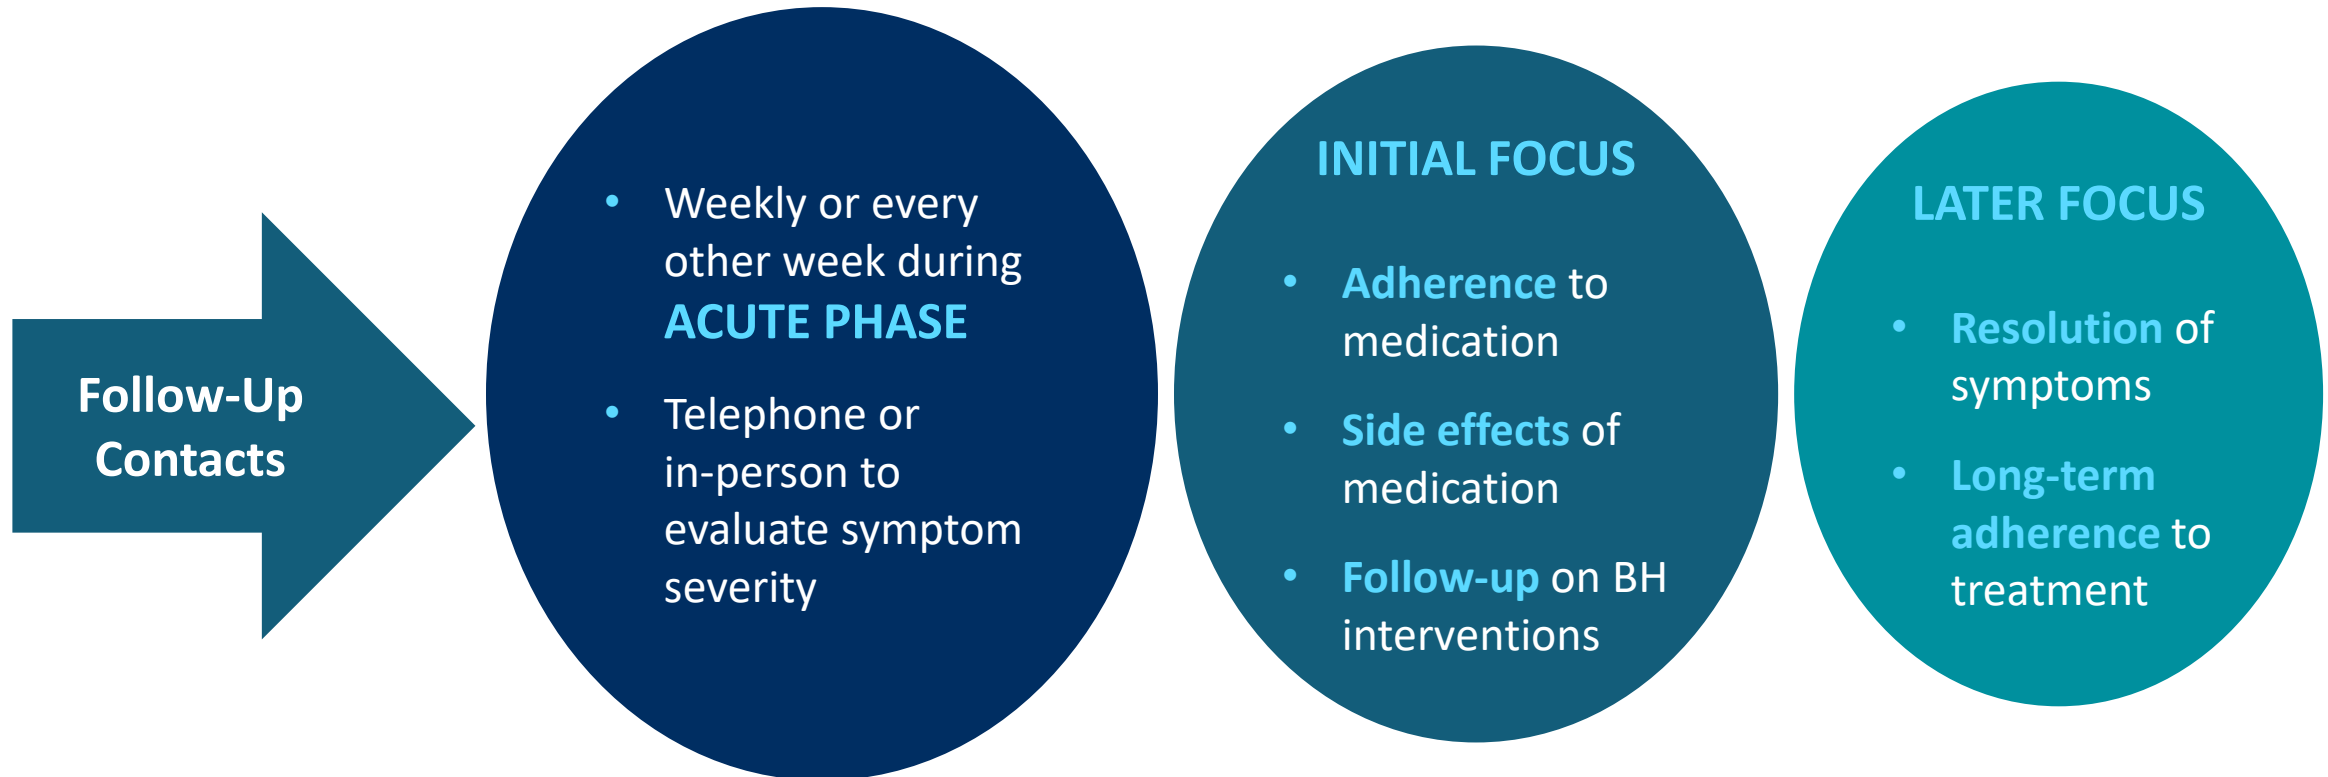 Follow-Up
Contacts
• Weekly or every
other week during
ACUTE PHASE
• Telephone or
in-person to
evaluate symptom
severity
INITIAL FOCUS
• Adherence to
medication
• Side effects of
medication
• Follow-up on BH
interventions
LATER FOCUS
• Resolution of
symptoms
• Long-term
adherence to
treatment